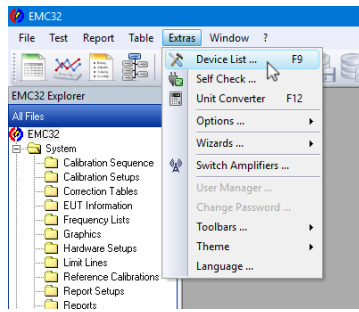 EMC32
File Test Report Table Extras Window ?
Device List ... F9
Self Check ...
Unit Converter F12
Options ...
Wizards ...
Switch Amplifiers ...
User Manager ...
Change Password ...
Toolbars ...
Theme
Language ...
EMC32 Explorer
All Files
EMC32
System
Calibration Sequence
Calibration Setups
Correction Tables
EUT Information
Frequency Lists
Graphics
Hardware Setups
Limit Lines
Reference Calibrations
Report Setups
Reports